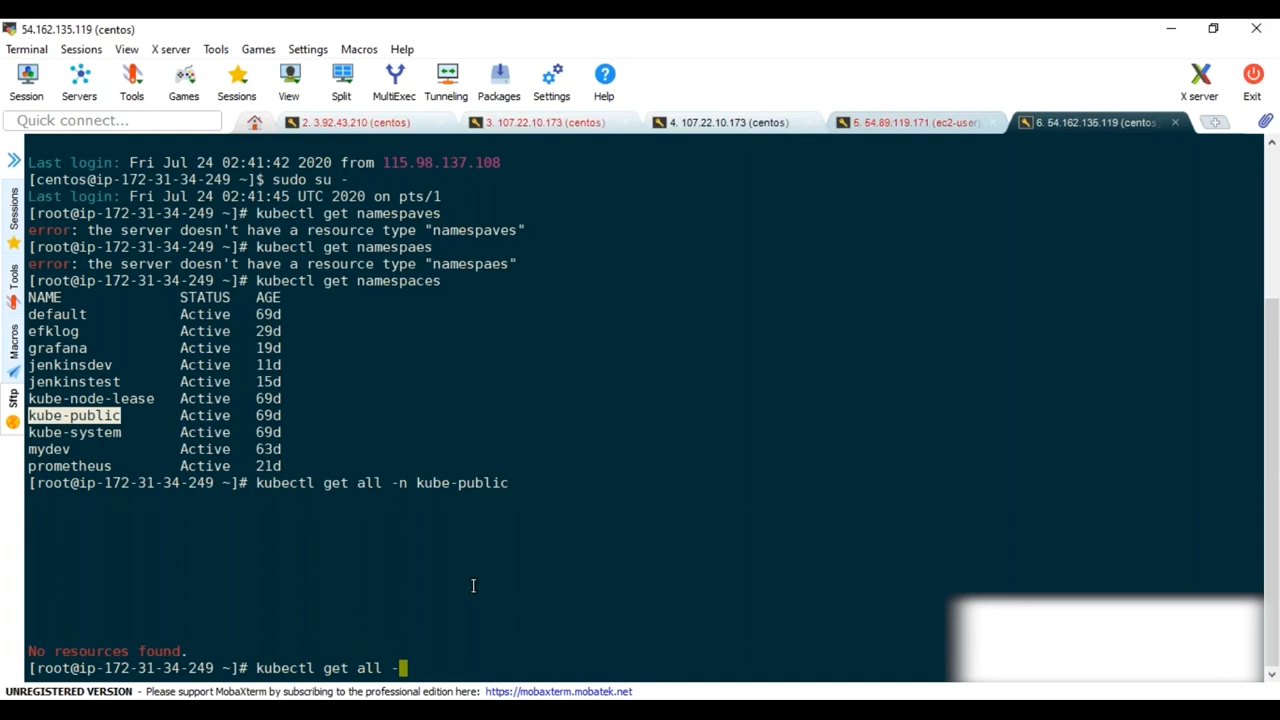 54.162.135.119 (centos)
Terminal Sessions View X server Tools Games Settings Macros Help
Session Servers Tools Games Sessions View Split MultiExec Tunneling Packages Settings Help X server Exit
Quick connect... 2. 3.92.43.210 (centos) 3. 107.22.10.173 (centos) 4. 107.22.10.173 (centos) 5. 54.89.119.171 (ec2-user) 6. 54.162.135.119 (centos
Sessions
Tools
Macros
Sftp
Last login: Fri Jul 24 02:41:42 2020 from 115.98.137.108
[centos@ip-172-31-34-249 ~]$ sudo su -
Last login: Fri Jul 24 02:41:45 UTC 2020 on pts/1
[root@ip-172-31-34-249 ~]# kubectl get namespaves
error: the server doesn't have a resource type "namespaves"
[root@ip-172-31-34-249 ~]# kubectl get namespaes
error: the server doesn't have a resource type "namespaes"
[root@ip-172-31-34-249 ~]# kubectl get namespaces
NAME STATUS AGE
default Active 69d
efklog Active 29d
grafana Active 19d
jenkinsdev Active 11d
jenkinstest Active 15d
kube-node-lease Active 69d
kube-public Active 69d
kube-system Active 69d
mydev Active 63d
prometheus Active 21d
[root@ip-172-31-34-249 ~]# kubectl get all -n kube-public
No resources found.
[root@ip-172-31-34-249 ~]# kubectl get all -
UNREGISTERED VERSION - Please support MobaXterm by subscribing to the professional edition here: https://mobaxterm.mobatek.net